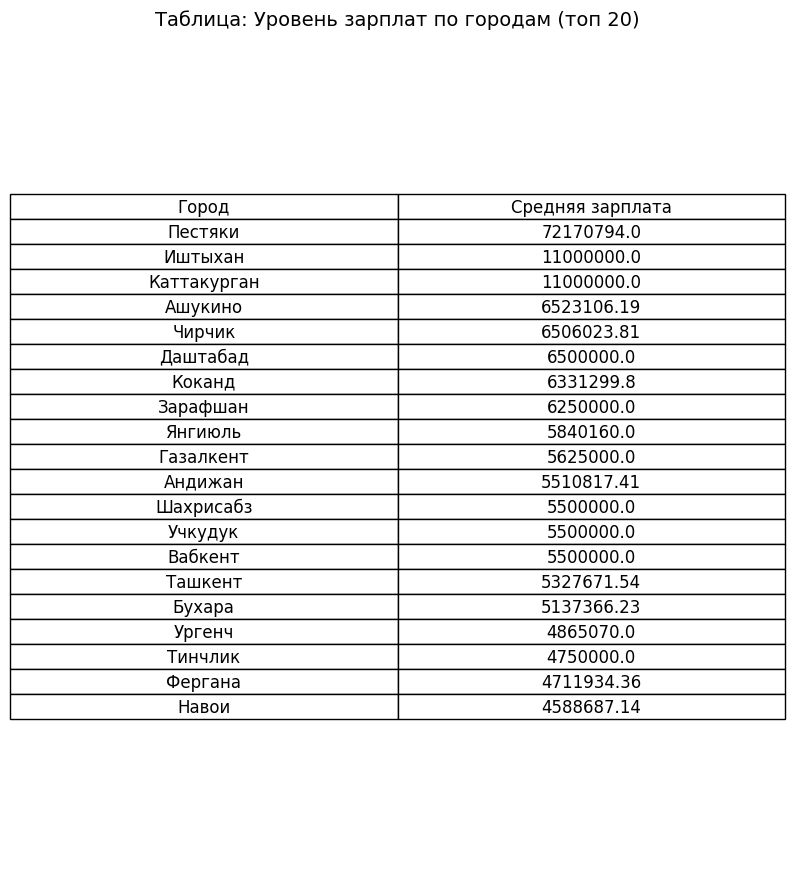 Таблица: Уровень зарплат по городам (топ 20)
Город Средняя зарплата
Пестяки 72170794.0
Иштыхан 11000000.0
Каттакурган 11000000.0
Ашукино 6523106.19
Чирчик 6506023.81
Даштабад 6500000.0
Коканд 6331299.8
Зарафшан 6250000.0
Янгиюль 5840160.0
Газалкент 5625000.0
Андижан 5510817.41
Шахрисабз 5500000.0
Учкудук 5500000.0
Вабкент 5500000.0
Ташкент 5327671.54
Бухара 5137366.23
Ургенч 4865070.0
Тинчлик 4750000.0
Фергана 4711934.36
Навои 4588687.14